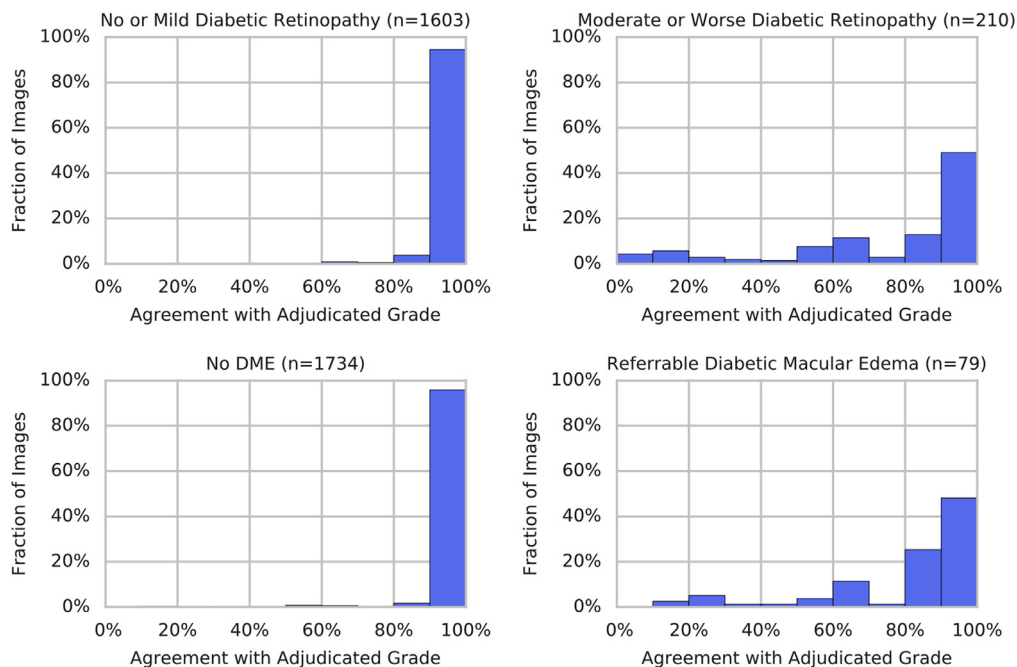 No or Mild Diabetic Retinopathy (n=1603)
100%
80%
60%
40%
20%
0%
Fraction of Images
0% 20% 40% 60% 80% 100%
Agreement with Adjudicated Grade
Moderate or Worse Diabetic Retinopathy (n=210)
100%
80%
60%
40%
20%
0%
Fraction of Images
0% 20% 40% 60% 80% 100%
Agreement with Adjudicated Grade
No DME (n=1734)
100%
80%
60%
40%
20%
0%
Fraction of Images
0% 20% 40% 60% 80% 100%
Agreement with Adjudicated Grade
Referrable Diabetic Macular Edema (n=79)
100%
80%
60%
40%
20%
0%
Fraction of Images
0% 20% 40% 60% 80% 100%
Agreement with Adjudicated Grade